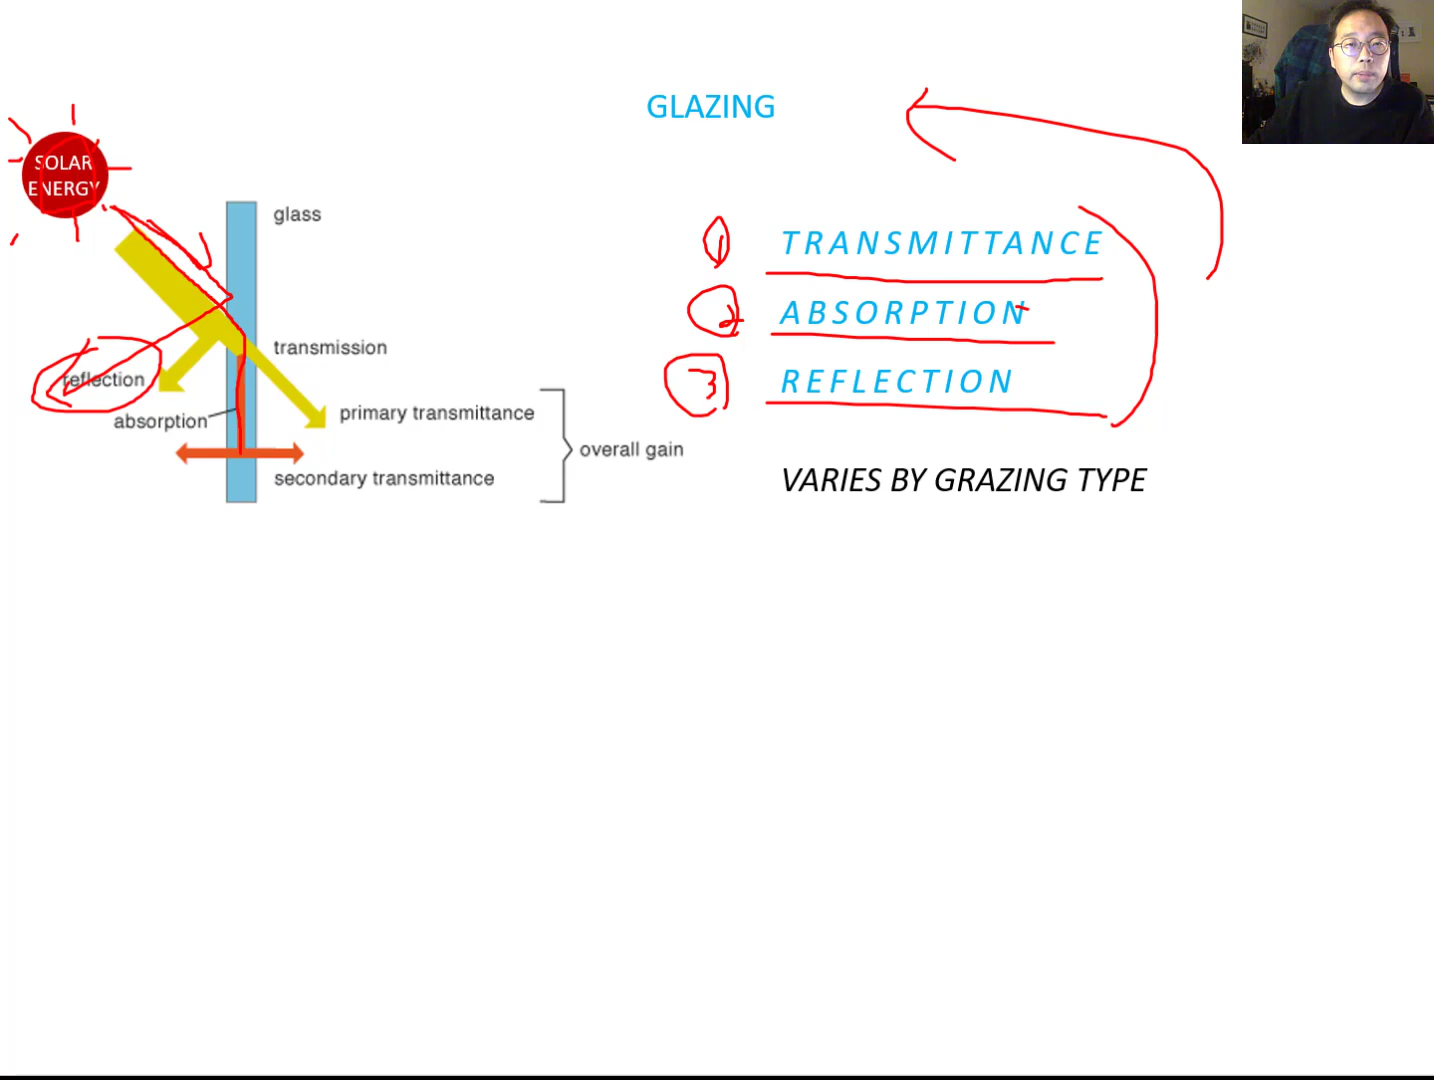 GLAZING
SOLAR
ENERGY
glass
transmission
reflection
absorption
primary transmittance
secondary transmittance
overall gain
1 TRANSMITTANCE
2 ABSORPTION
3 REFLECTION
VARIES BY GRAZING TYPE